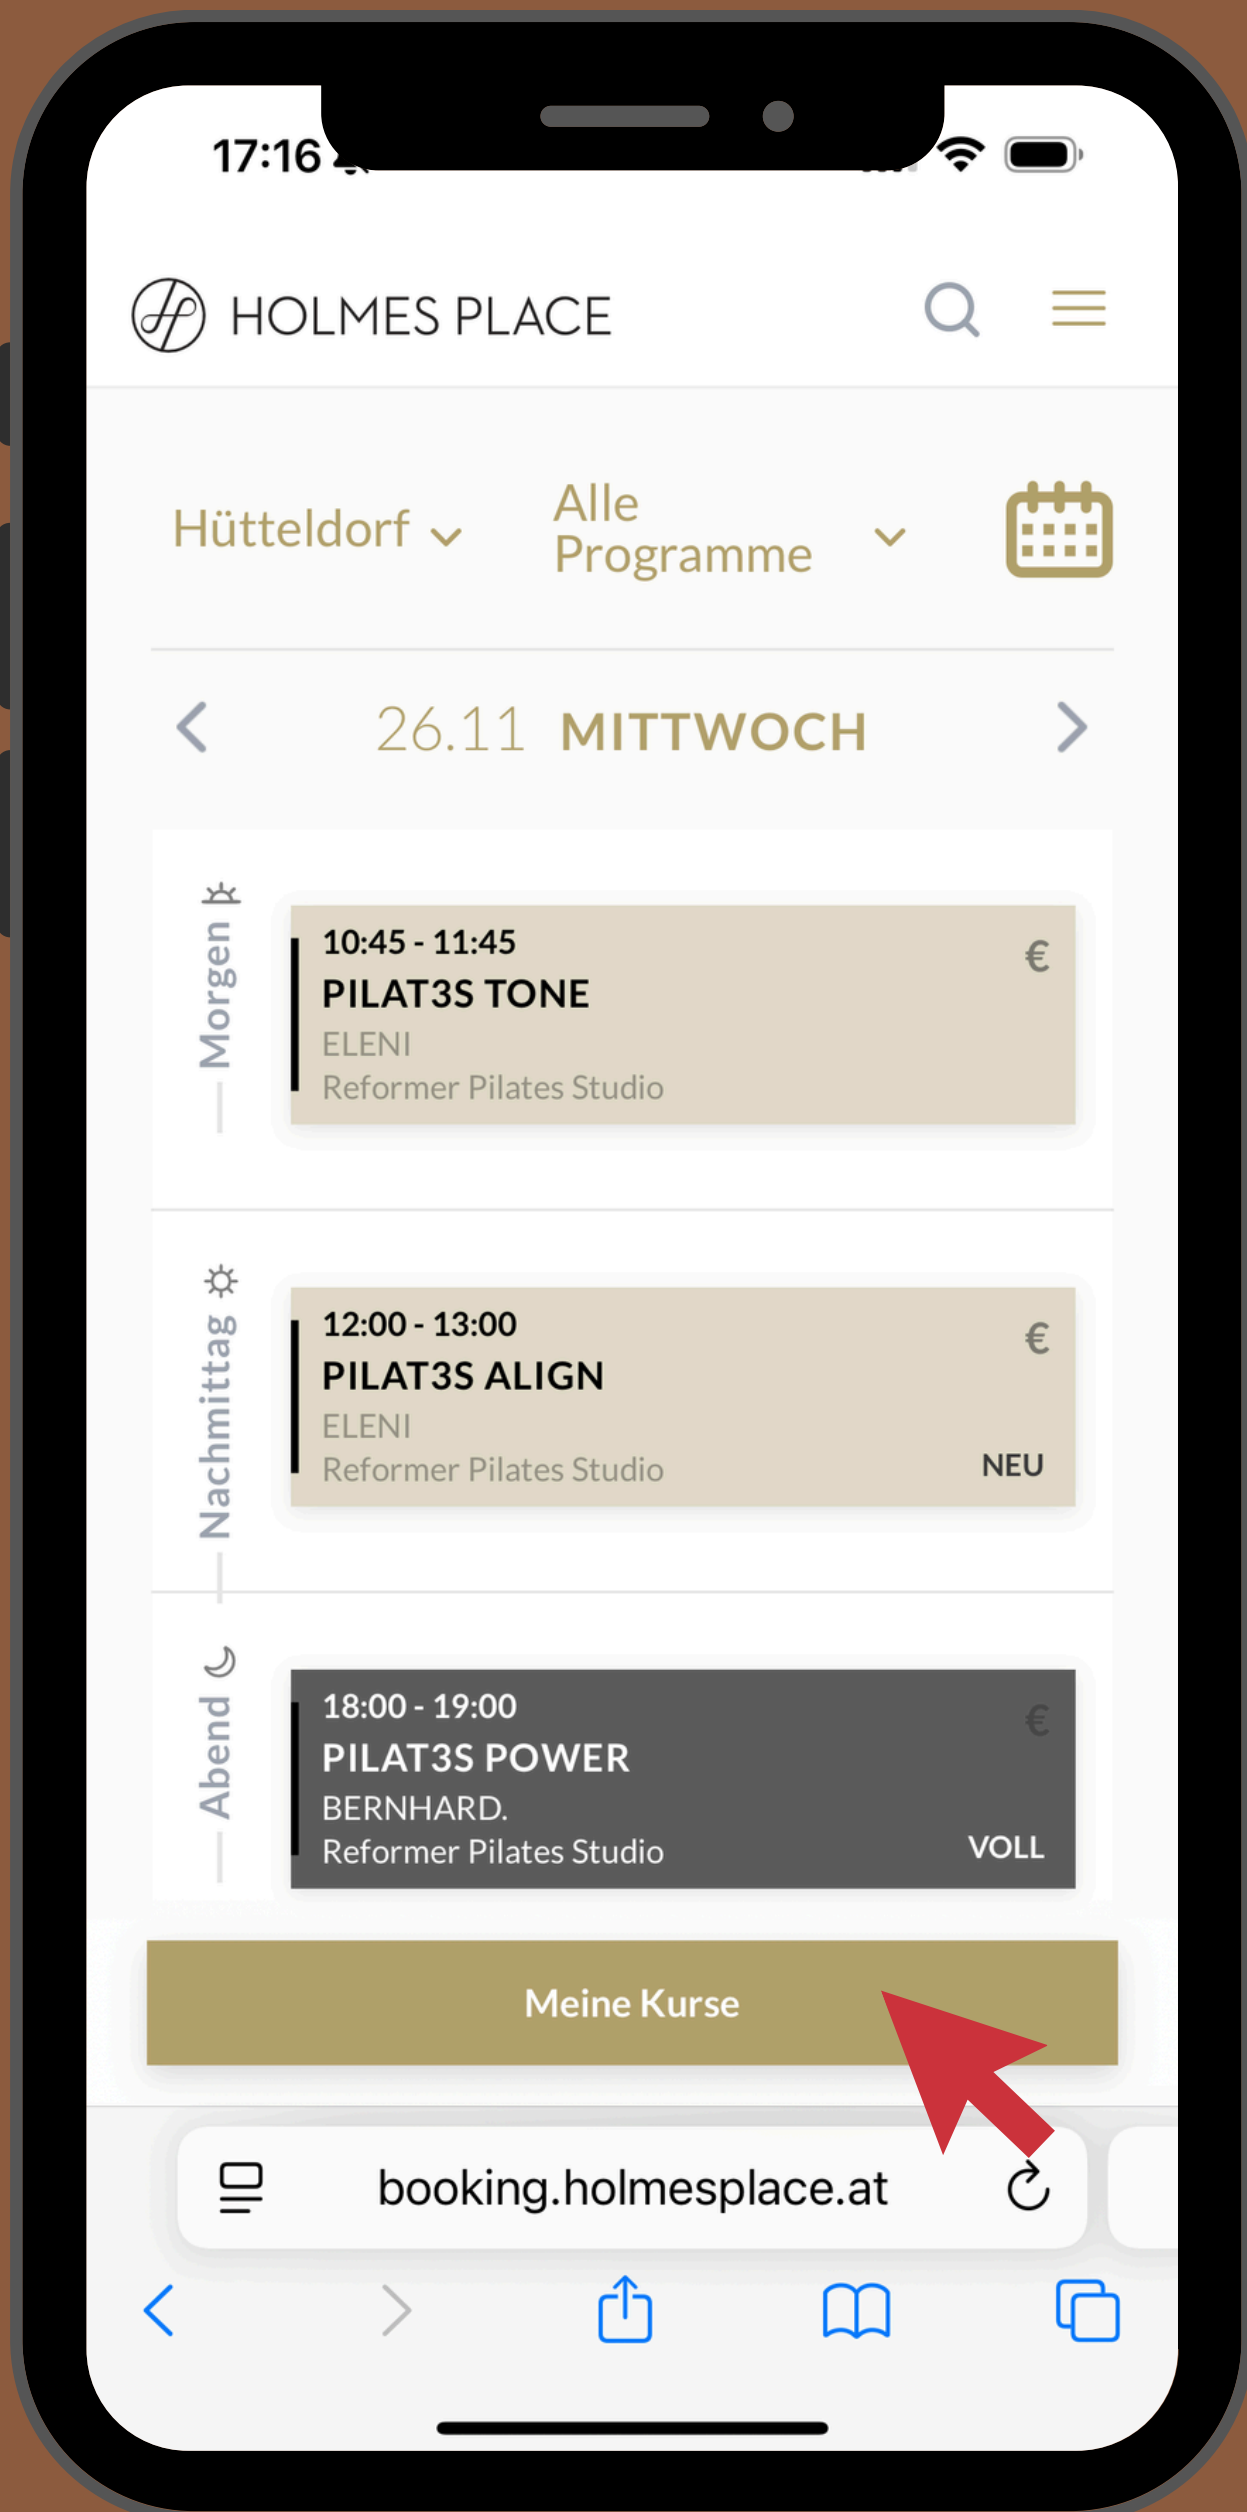 17:16
HOLMES PLACE
Hütteldorf
Alle
Programme
26.11 MITTWOCH
Morgen
10:45 - 11:45
€
PILAT3S TONE
ELENI
Reformer Pilates Studio
Nachmittag
12:00 - 13:00
€
PILAT3S ALIGN
ELENI
Reformer Pilates Studio
NEU
Abend
18:00 - 19:00
€
PILAT3S POWER
BERNHARD.
Reformer Pilates Studio
VOLL
Meine Kurse
booking.holmesplace.at